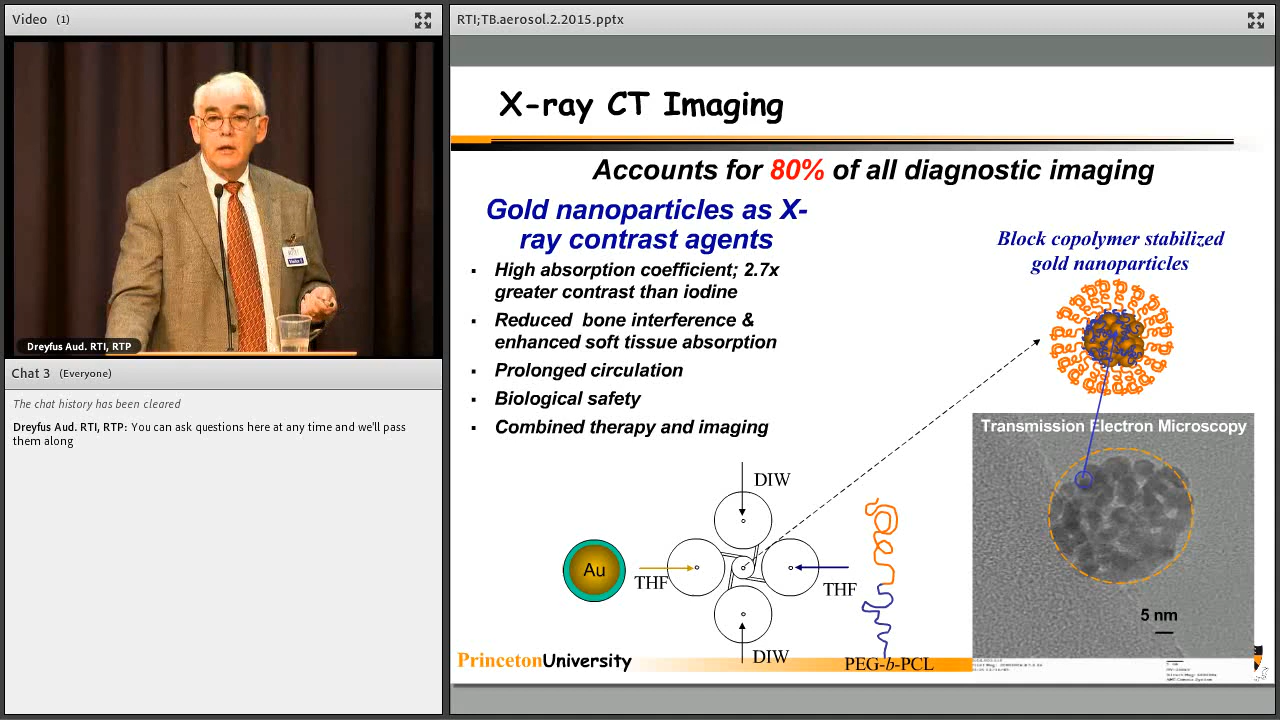 Video (1)
Dreyfus Aud. RTI, RTP
Chat 3 (Everyone)
The chat history has been cleared
Dreyfus Aud. RTI, RTP: You can ask questions here at any time and we'll pass
them along
RTI;TB.aerosol.2.2015.pptx
X-ray CT Imaging
Accounts for 80% of all diagnostic imaging
Gold nanoparticles as X-
ray contrast agents
▪ High absorption coefficient; 2.7x
greater contrast than iodine
▪ Reduced bone interference &
enhanced soft tissue absorption
▪ Prolonged circulation
▪ Biological safety
▪ Combined therapy and imaging
Block copolymer stabilized
gold nanoparticles
Transmission Electron Microscopy
5 nm
DIW
Au
THF
THF
DIW
PEG-b-PCL
PrincetonUniversity